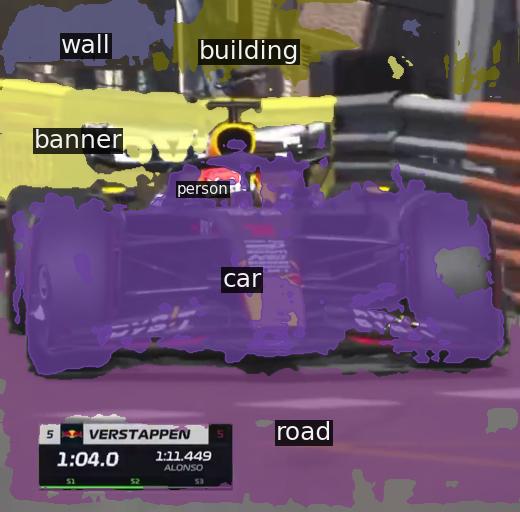 wall
building
banner
person
car
road
5 VERSTAPPEN 5
1:04.0 1:11.449
ALONSO
S1 S2 S3